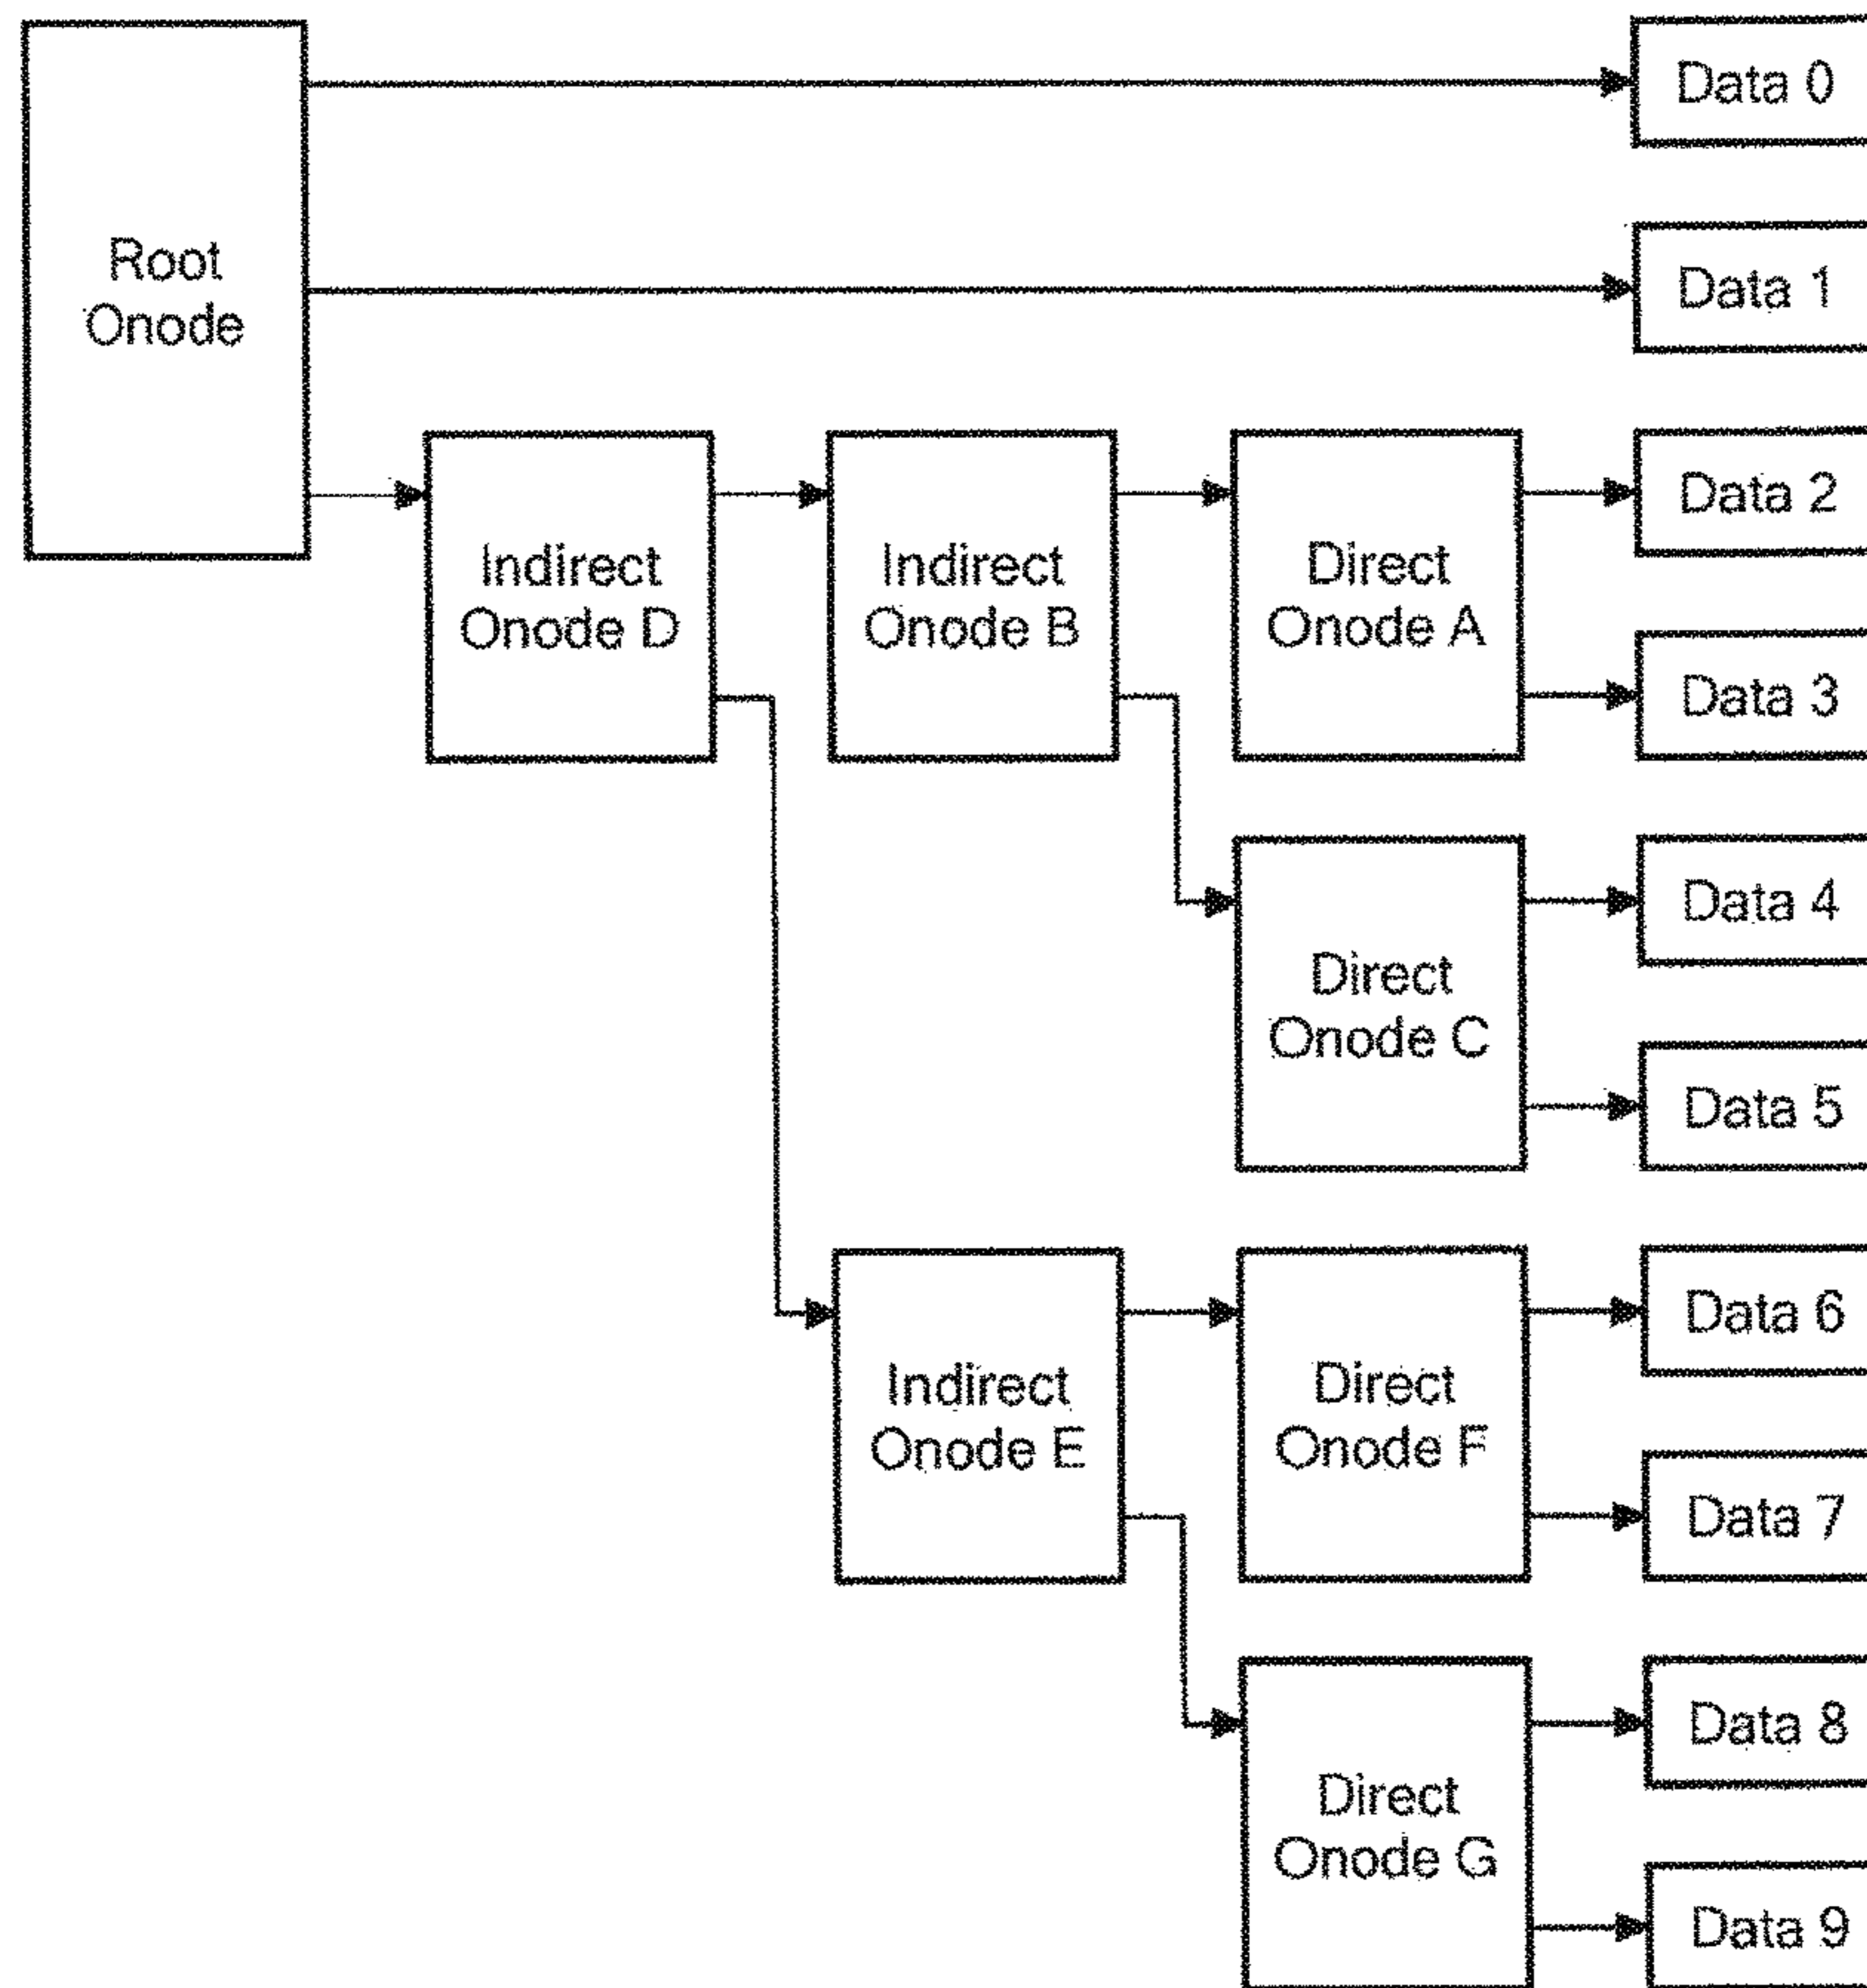 Data 0
Root
Onode
Data 1
Indirect
Onode D
Indirect
Onode B
Direct
Onode A
Data 2
Data 3
Direct
Onode C
Data 4
Data 5
Indirect
Onode E
Direct
Onode F
Data 6
Data 7
Direct
Onode G
Data 8
Data 9